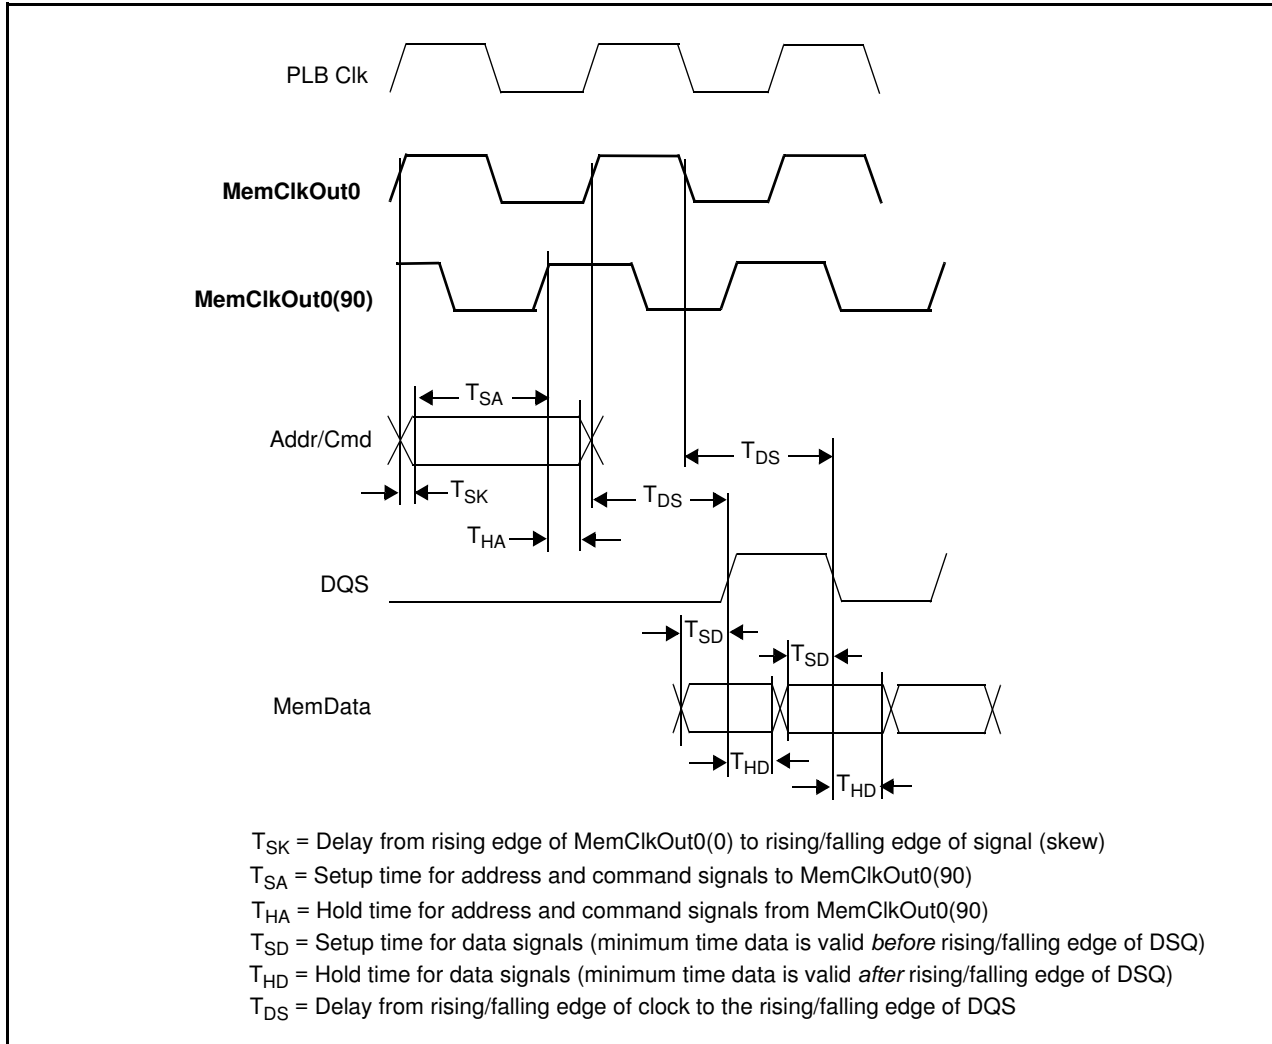 PLB Clk
MemClkOut0
MemClkOut0(90)
TSA
Addr/Cmd
TDS
TSK
TDS
THA
DQS
TSD
TSD
MemData
THD
THD
TSK = Delay from rising edge of MemClkOut0(0) to rising/falling edge of signal (skew)
TSA = Setup time for address and command signals to MemClkOut0(90)
THA = Hold time for address and command signals from MemClkOut0(90)
TSD = Setup time for data signals (minimum time data is valid before rising/falling edge of DSQ)
THD = Hold time for data signals (minimum time data is valid after rising/falling edge of DSQ)
TDS = Delay from rising/falling edge of clock to the rising/falling edge of DQS